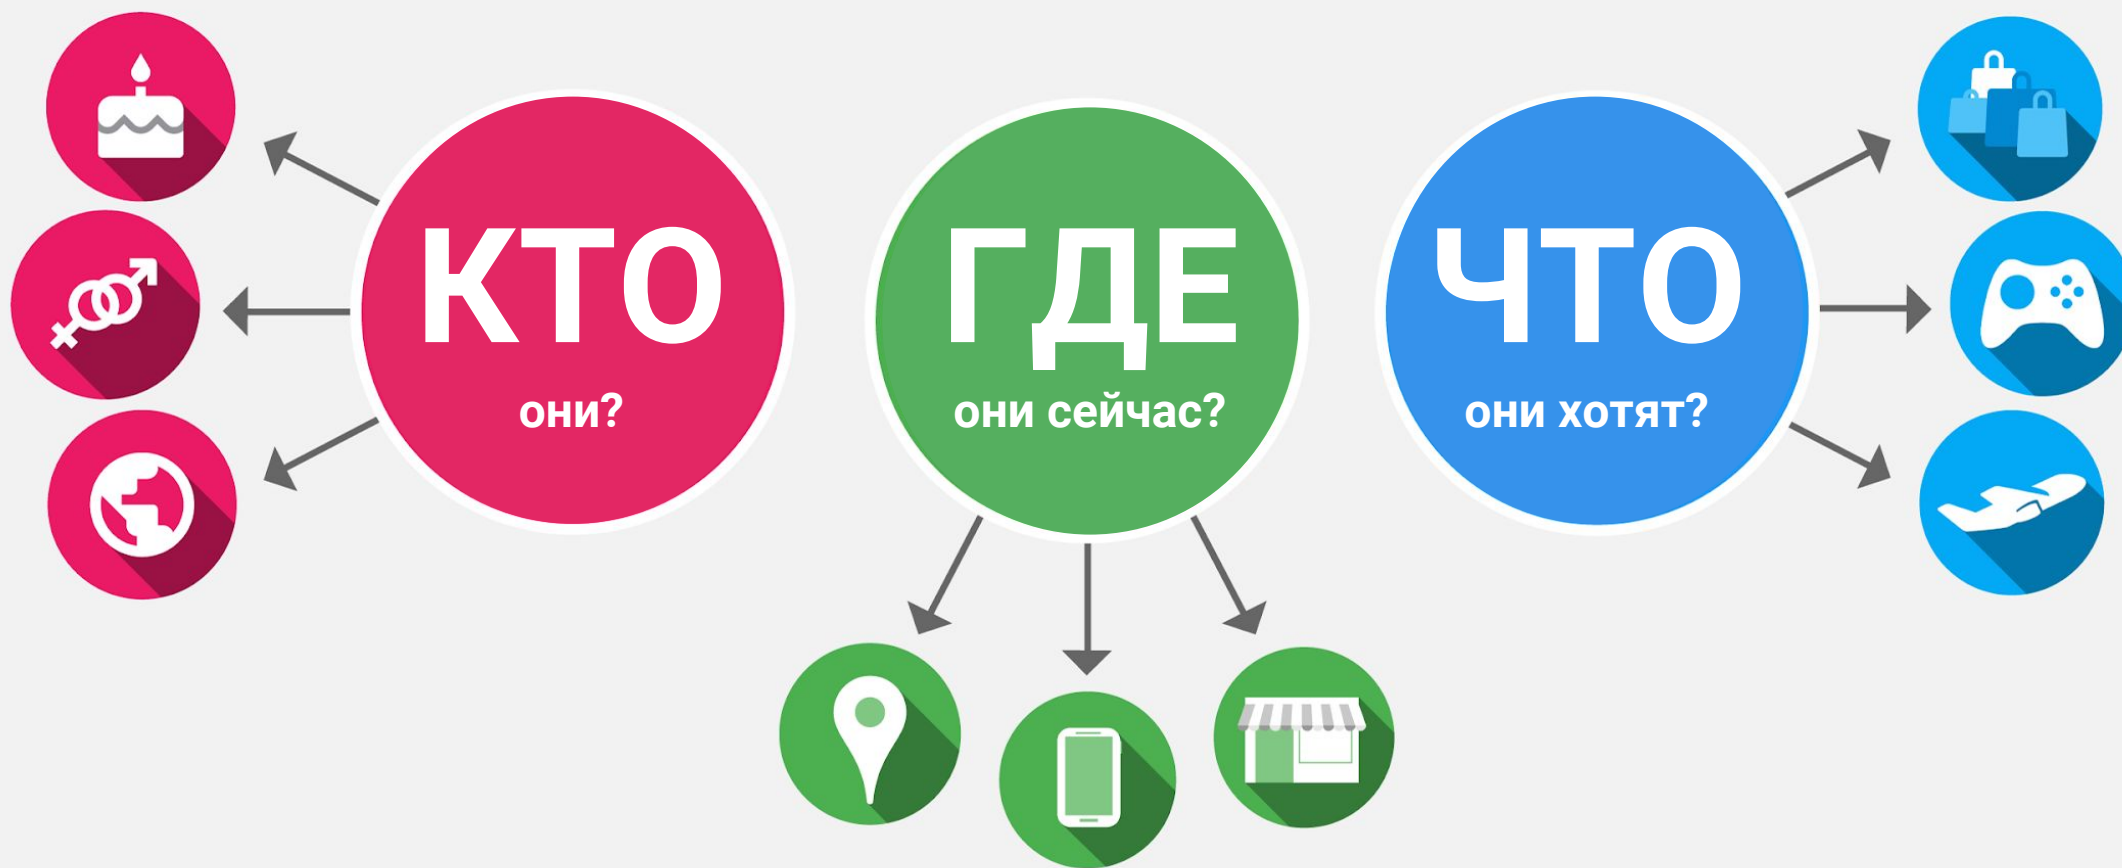 КТО
они?
ГДЕ
они сейчас?
ЧТО
они хотят?